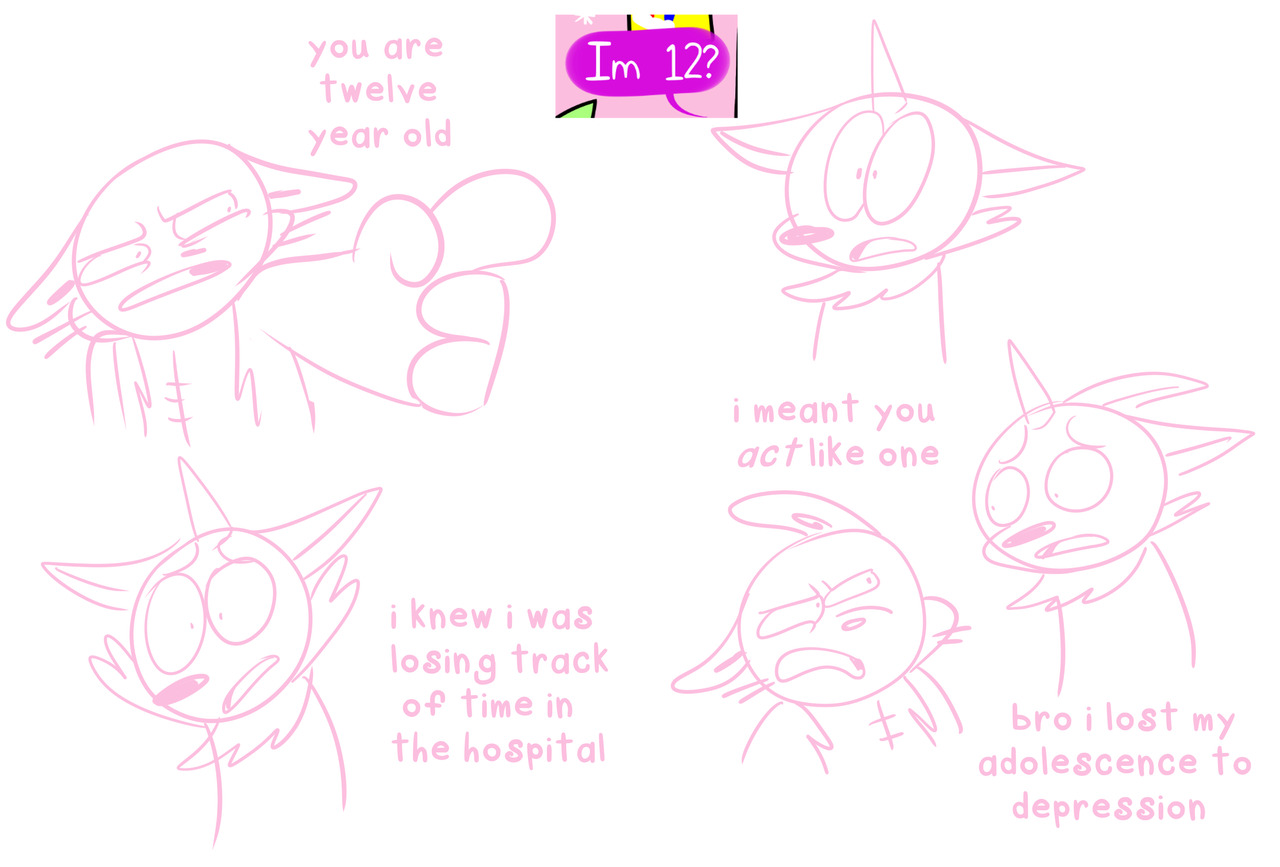 you are
twelve
year old
Im 12?
i knew i was
losing track
of time in
the hospital
i meant you
act like one
bro i lost my
adolescence to
depression